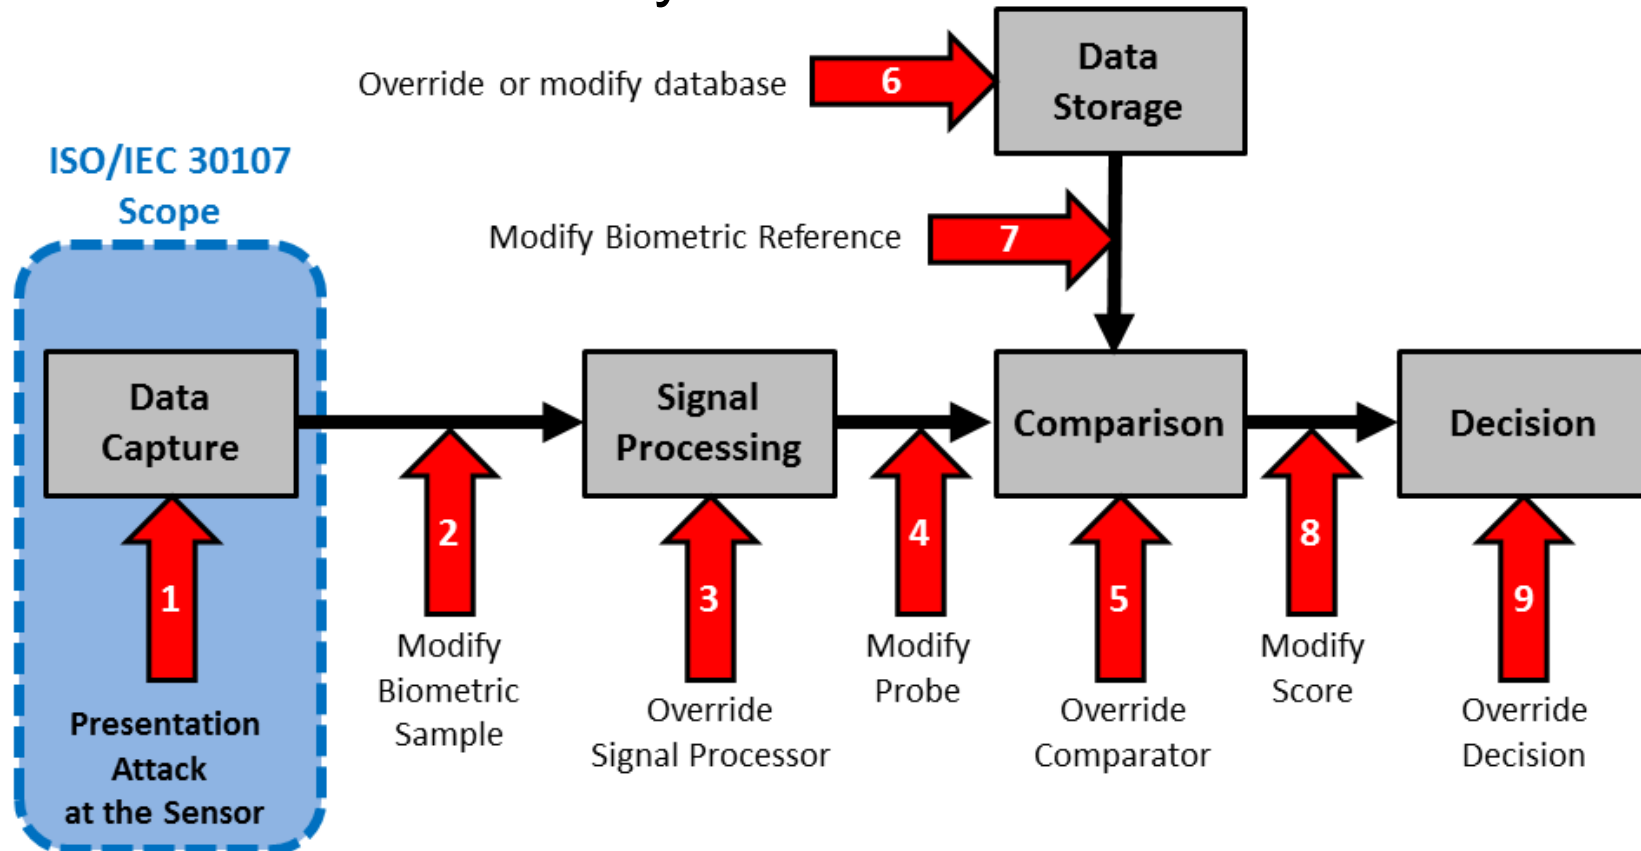 Data
Storage
6
Override or modify database
ISO/IEC 30107
Scope
7
Modify Biometric Reference
Data
Capture
Signal
Processing
Comparison
Decision
1
2
3
4
5
8
9
Presentation
Attack
at the Sensor
Modify
Biometric
Sample
Override
Signal Processor
Modify
Probe
Override
Comparator
Modify
Score
Override
Decision